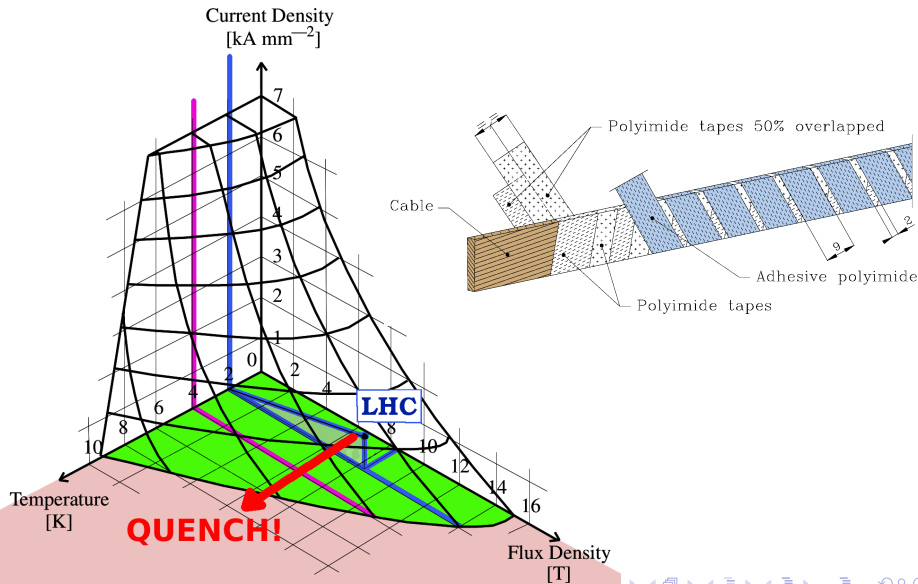 Current Density
[kA mm—2]
7
6
5
4
3
2
1
0
2
4
6
8
10
2
4
8
10
12
14
16
LHC
QUENCH!
Temperature
[K]
Flux Density
[T]
Polyimide tapes 50% overlapped
Cable
Adhesive polyimide
Polyimide tapes
9
2